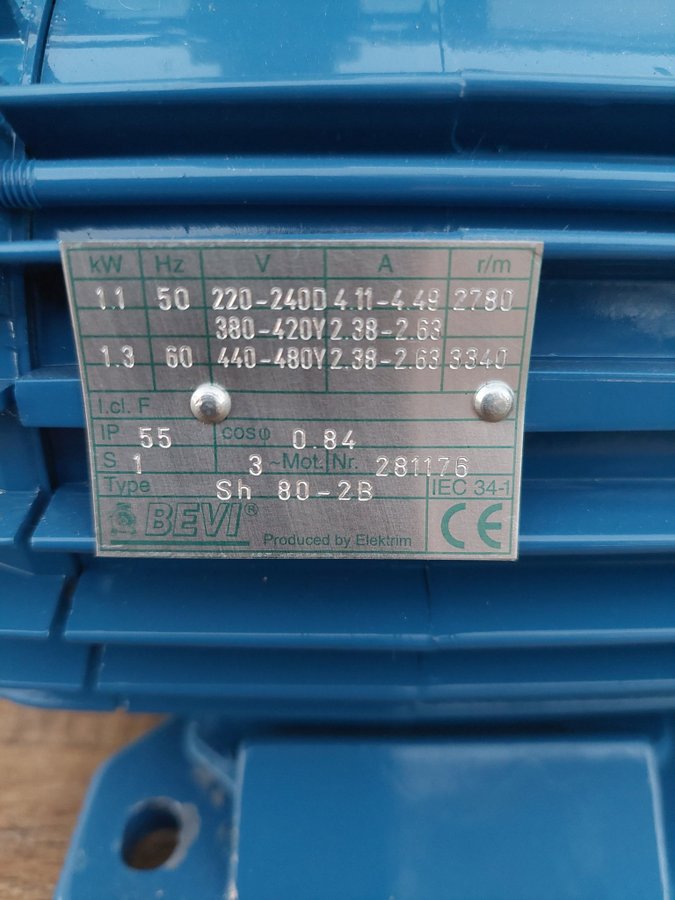 kW Hz V A r/m
1.1 50 220-240D 4.11-4.49 2780
380-420Y 2.38-2.63
1.3 60 440-480Y 2.38-2.63 3340
I.cl. F
IP 55 cosφ 0.84
S 1 3 ~Mot. Nr. 281176
Type Sh 80-2B IEC 34-1
BEVI® Produced by Elektrim CE